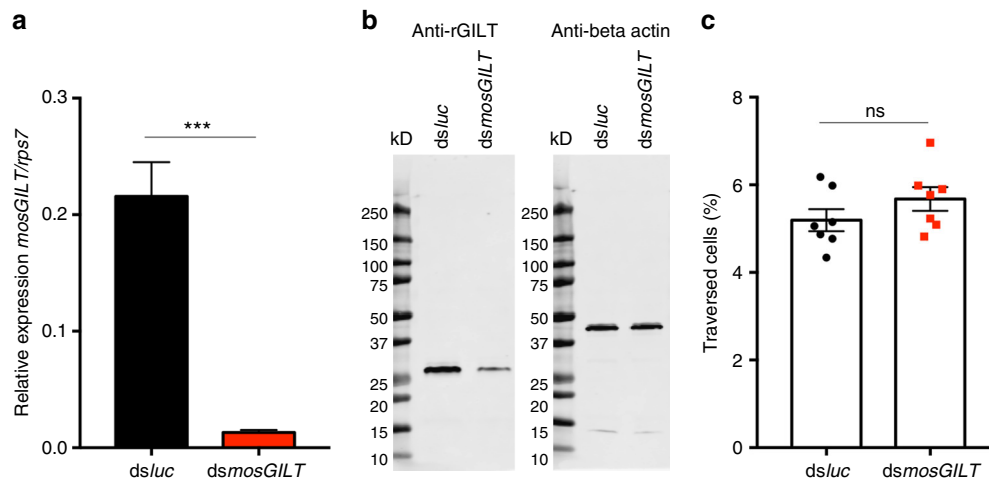 a
Relative expression mosGILT/rps7
0.3
0.2
0.1
0.0
***
dsluc
dsmosGILT
b
Anti-rGILT
Anti-beta actin
kD
dsluc
dsmosGILT
250
150
100
75
50
37
25
20
15
10
kD
dsluc
dsmosGILT
250
150
100
75
50
37
25
20
15
10
c
Traversed cells (%)
8
6
4
2
0
ns
dsluc
dsmosGILT